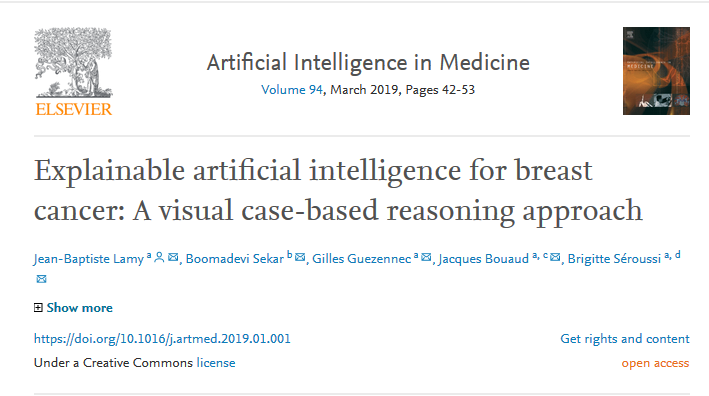 ELSEVIER
Artificial Intelligence in Medicine
Volume 94, March 2019, Pages 42-53
MEDICINE
Explainable artificial intelligence for breast
cancer: A visual case-based reasoning approach
Jean-Baptiste Lamy a, Boomadevi Sekar b, Gilles Guezennec a, Jacques Bouaud a, c, Brigitte Séroussi a, d
Show more
https://doi.org/10.1016/j.artmed.2019.01.001 Get rights and content
Under a Creative Commons license open access